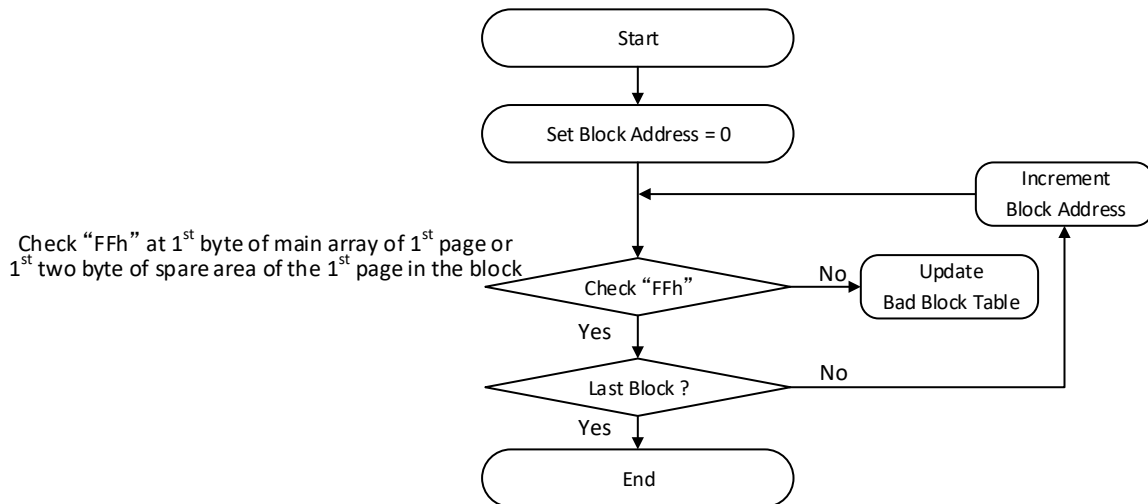 Start
Set Block Address = 0
Increment
Block Address
Check “FFh” at 1st byte of main array of 1st page or
1st two byte of spare area of the 1st page in the block
Check “FFh”
No
Update
Bad Block Table
Yes
Last Block ?
No
Yes
End